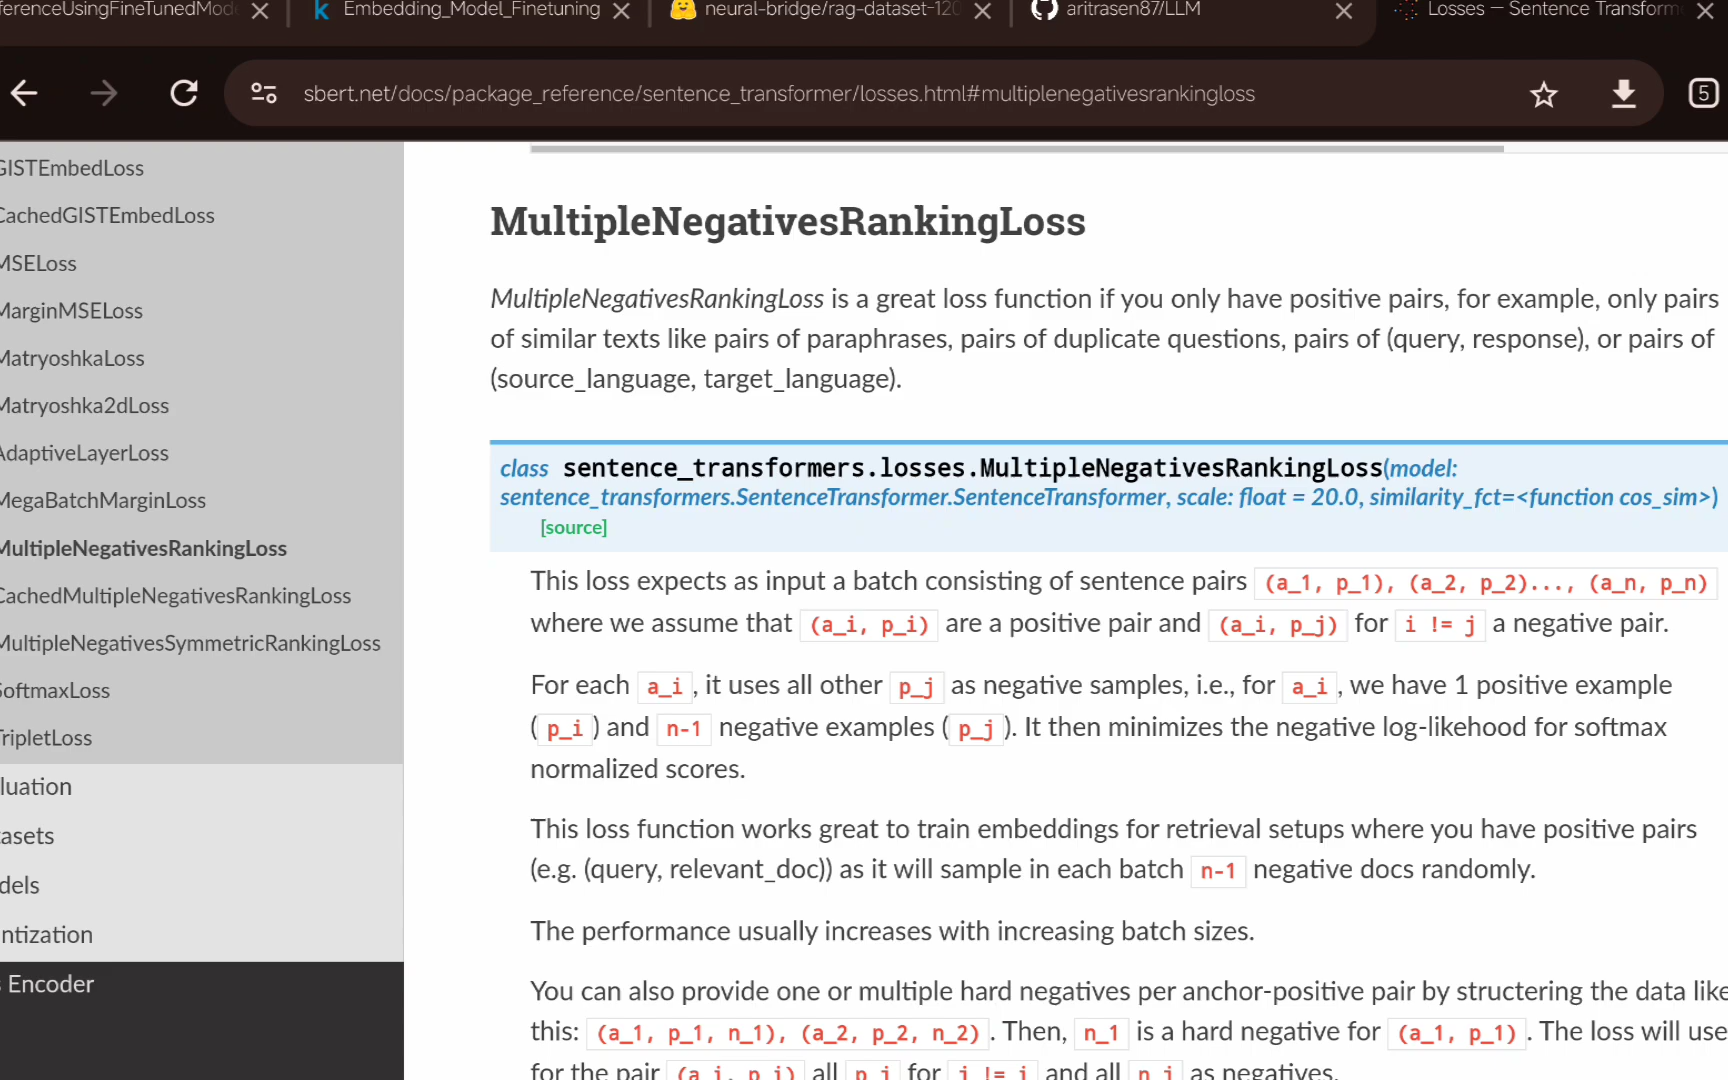 ferenceUsingFineTunedMode
Embedding_Model_Finetuning
neural-bridge/rag-dataset-120
aritrasen87/LLM
Losses — Sentence Transform
sbert.net/docs/package_reference/sentence_transformer/losses.html#multiplenegativesrankingloss
5
GISTEmbedLoss
CachedGISTEmbedLoss
MSELoss
MarginMSELoss
MatryoshkaLoss
Matryoshka2dLoss
AdaptiveLayerLoss
MegaBatchMarginLoss
MultipleNegativesRankingLoss
CachedMultipleNegativesRankingLoss
MultipleNegativesSymmetricRankingLoss
SoftmaxLoss
TripletLoss
luation
tasets
dels
ntization
s Encoder
MultipleNegativesRankingLoss
MultipleNegativesRankingLoss is a great loss function if you only have positive pairs, for example, only pairs
of similar texts like pairs of paraphrases, pairs of duplicate questions, pairs of (query, response), or pairs of
(source_language, target_language).
class sentence_transformers.losses.MultipleNegativesRankingLoss(model:
sentence_transformers.SentenceTransformer.SentenceTransformer, scale: float = 20.0, similarity_fct=<function cos_sim>)
[source]
This loss expects as input a batch consisting of sentence pairs (a_1, p_1), (a_2, p_2)..., (a_n, p_n)
where we assume that (a_i, p_i) are a positive pair and (a_i, p_j) for i != j a negative pair.
For each a_i, it uses all other p_j as negative samples, i.e., for a_i, we have 1 positive example
(p_i) and n-1 negative examples (p_j). It then minimizes the negative log-likehood for softmax
normalized scores.
This loss function works great to train embeddings for retrieval setups where you have positive pairs
(e.g. (query, relevant_doc)) as it will sample in each batch n-1 negative docs randomly.
The performance usually increases with increasing batch sizes.
You can also provide one or multiple hard negatives per anchor-positive pair by structering the data like
this: (a_1, p_1, n_1), (a_2, p_2, n_2). Then, n_1 is a hard negative for (a_1, p_1). The loss will use
for the pair (a_i, p_i) all p_j for i != j and all n_j as negatives.